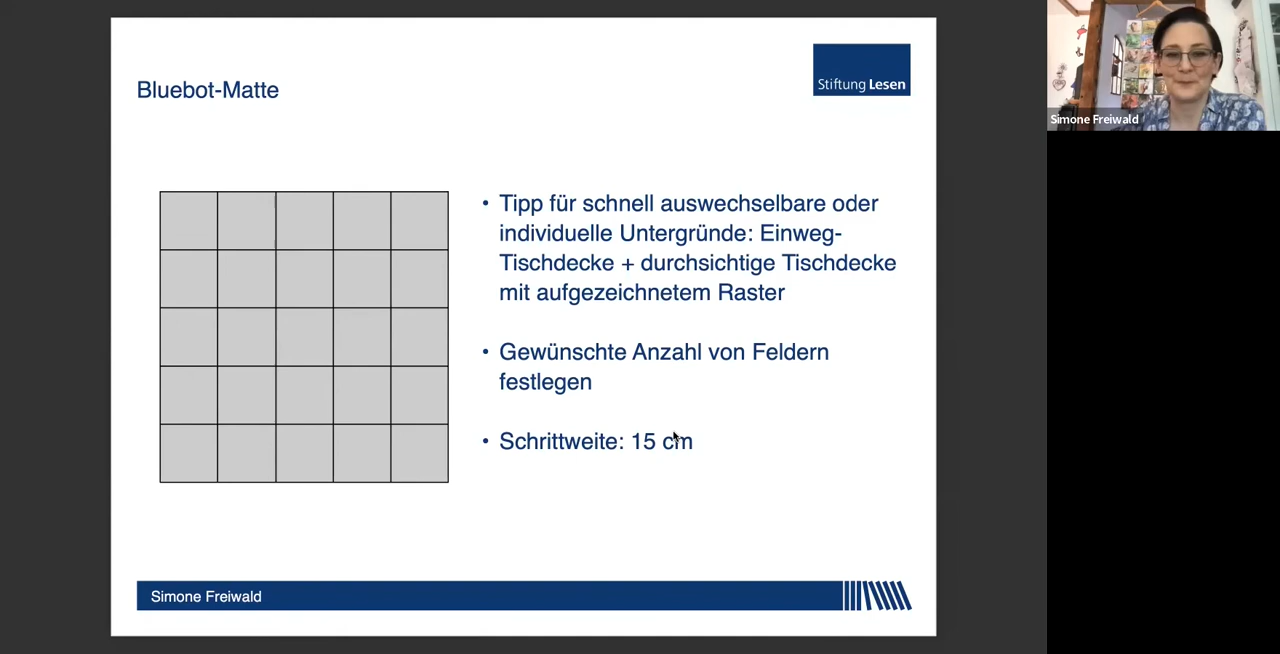 Bluebot-Matte
Stiftung Lesen
• Tipp für schnell auswechselbare oder
individuelle Untergründe: Einweg-
Tischdecke + durchsichtige Tischdecke
mit aufgezeichnetem Raster
• Gewünschte Anzahl von Feldern
festlegen
• Schrittweite: 15 cm
Simone Freiwald
Simone Freiwald